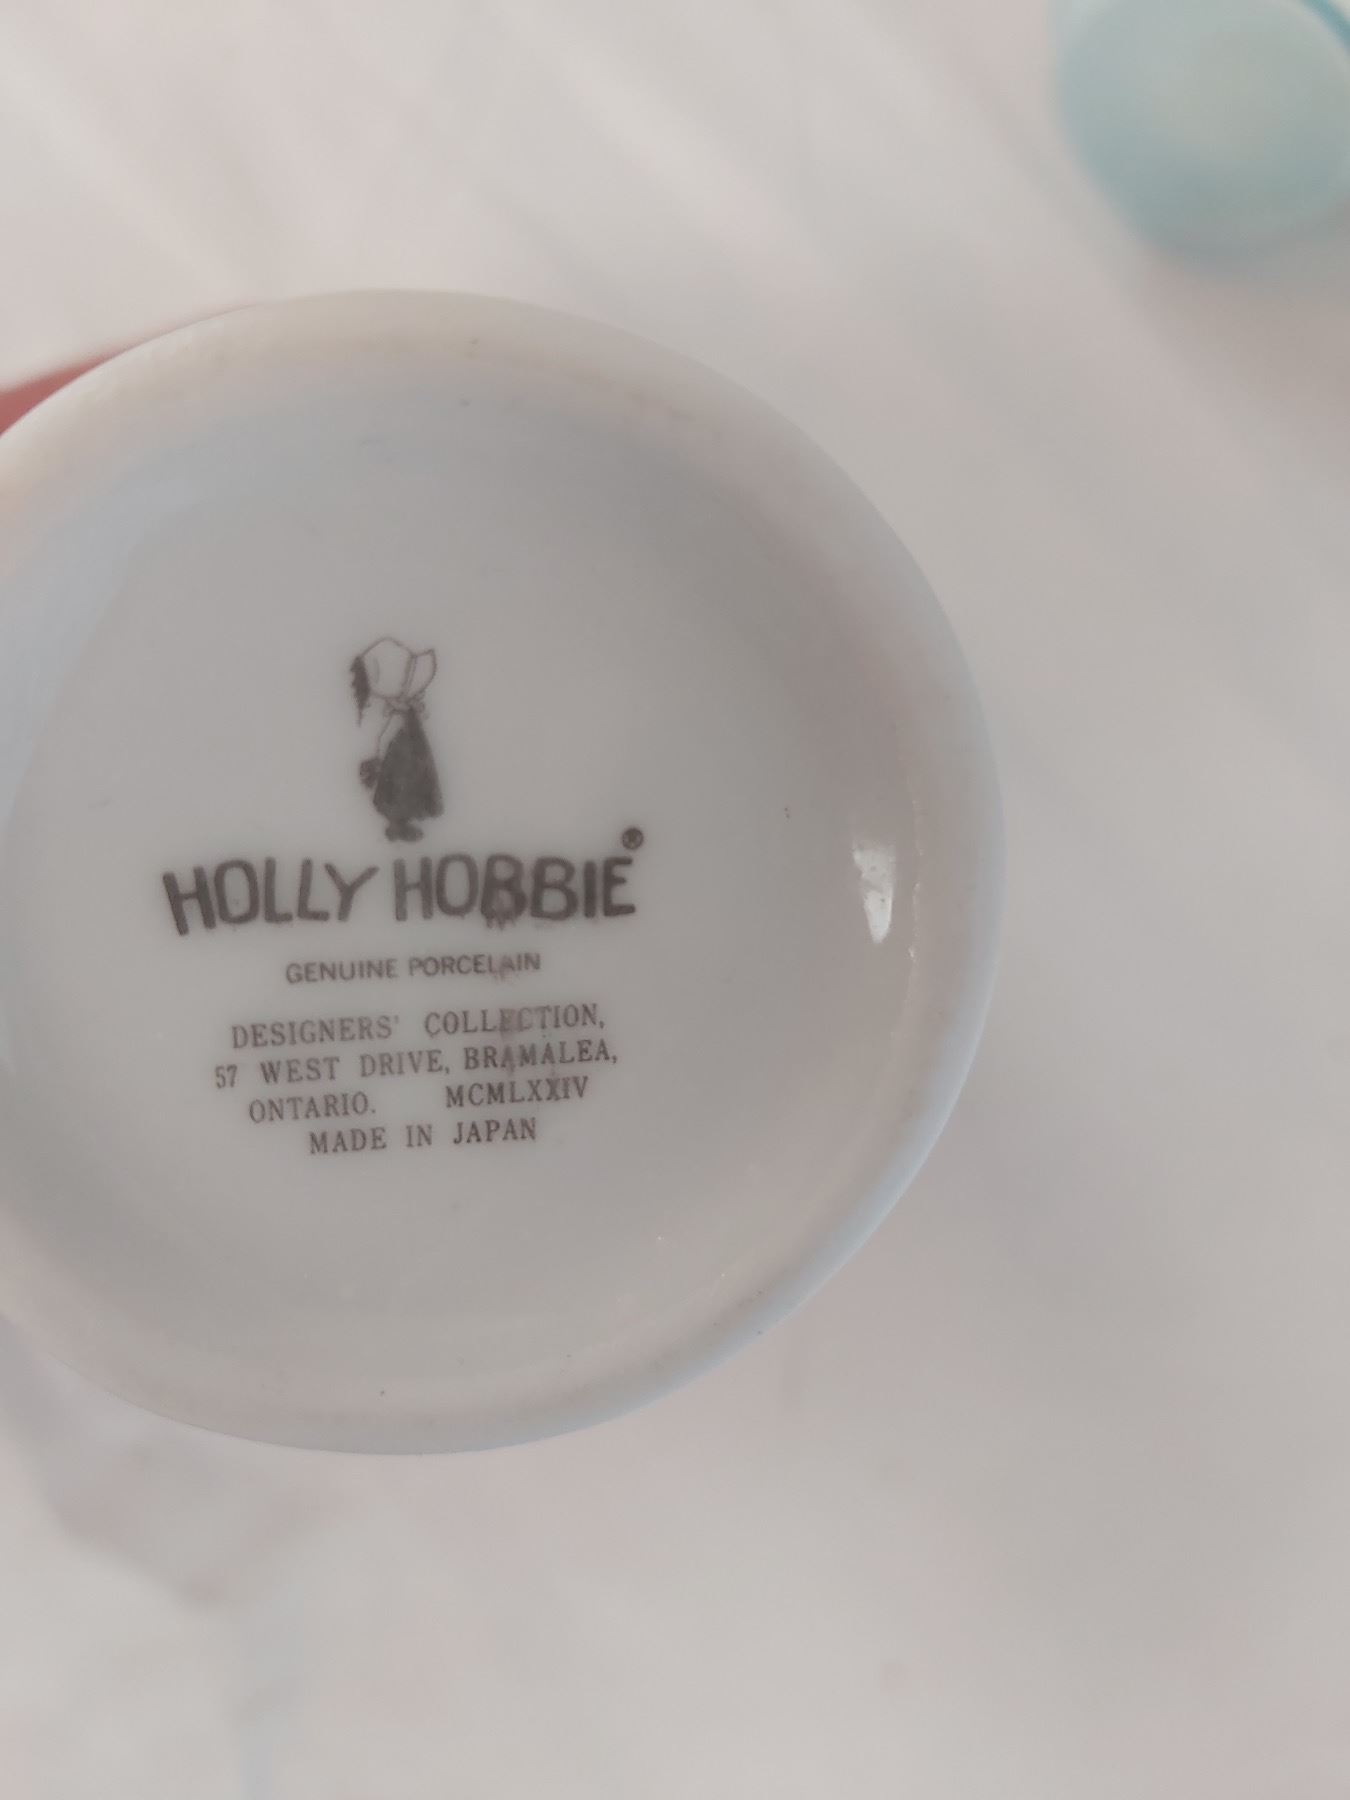 HOLLY HOBBIE®
GENUINE PORCELAIN
DESIGNERS' COLLECTION,
57 WEST DRIVE, BRAMALEA,
ONTARIO. MCMLXXIV
MADE IN JAPAN